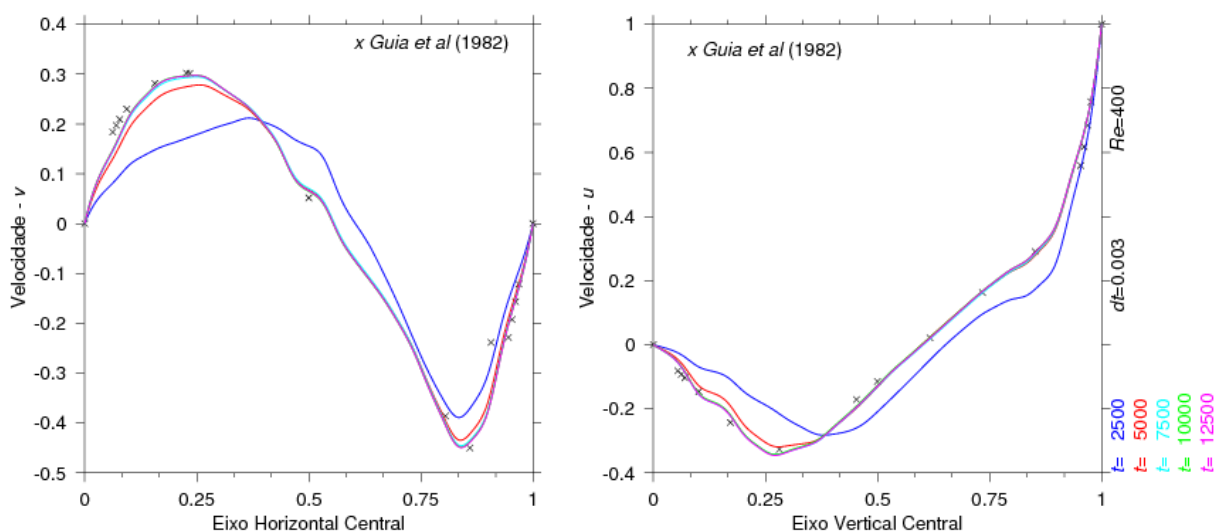 x Guia et al (1982)
0.4
0.3
0.2
0.1
0
-0.1
-0.2
-0.3
-0.4
-0.5
Velocidade - v
0
0.25
0.5
0.75
1
Eixo Horizontal Central
x Guia et al (1982)
1
0.8
0.6
0.4
0.2
0
-0.2
-0.4
Velocidade - u
0
0.25
0.5
0.75
1
Eixo Vertical Central
Re=400
dt=0.003
t= 2500
t= 5000
t= 7500
t= 10000
t= 12500